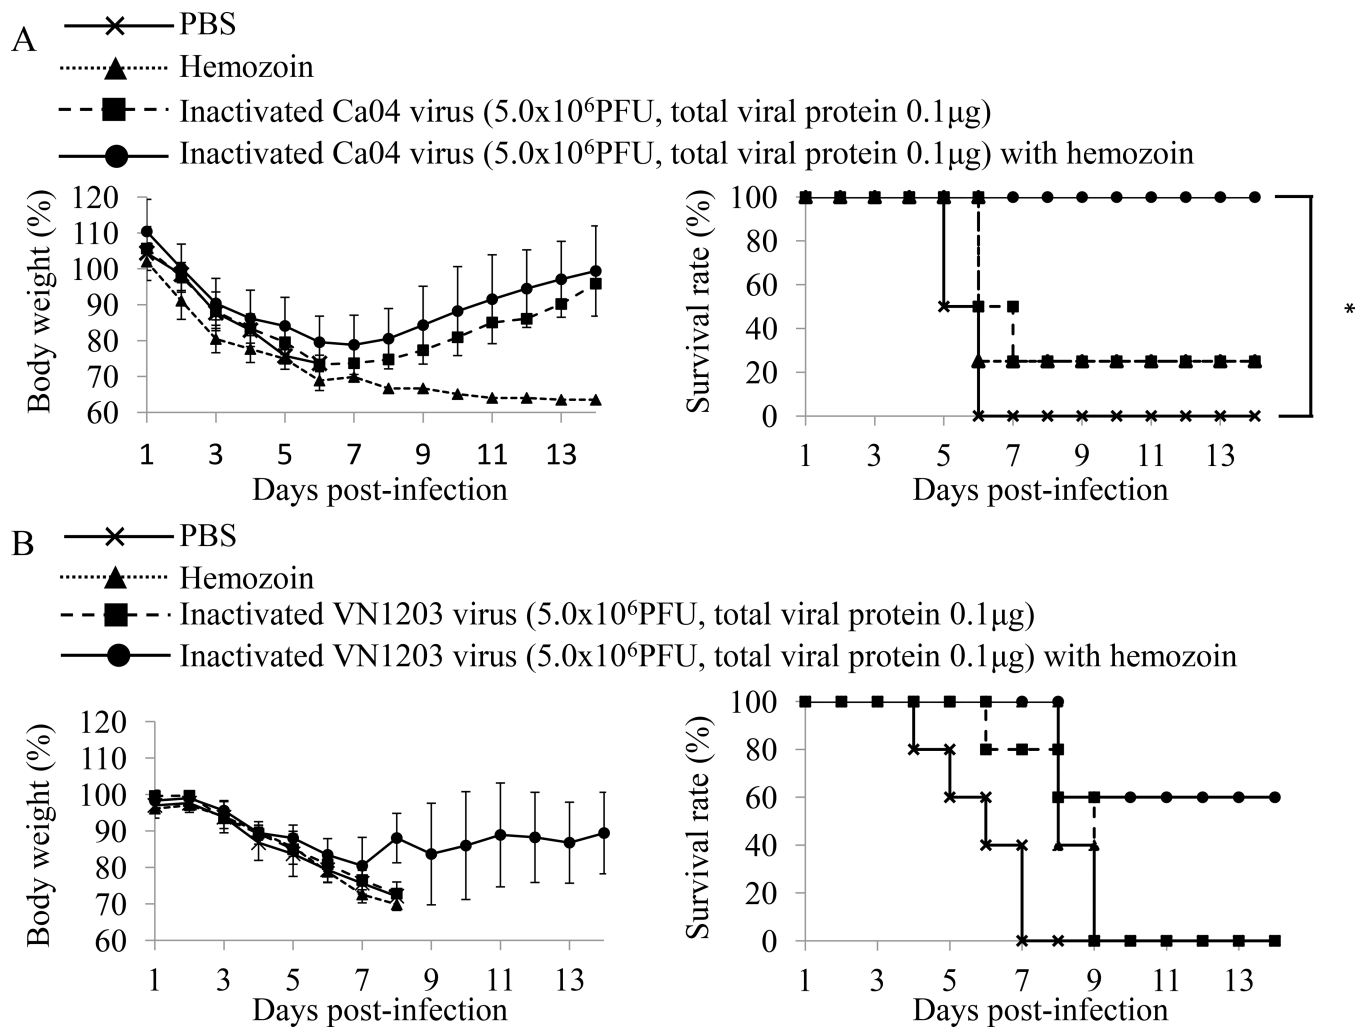 A
PBS
Hemozoin
Inactivated Ca04 virus (5.0x10⁶PFU, total viral protein 0.1μg)
Inactivated Ca04 virus (5.0x10⁶PFU, total viral protein 0.1μg) with hemozoin
Body weight (%)
120
110
100
90
80
70
60
1 3 5 7 9 11 13
Days post-infection
Survival rate (%)
100
80
60
40
20
0
1 3 5 7 9 11 13
Days post-infection
*
B
PBS
Hemozoin
Inactivated VN1203 virus (5.0x10⁶PFU, total viral protein 0.1μg)
Inactivated VN1203 virus (5.0x10⁶PFU, total viral protein 0.1μg) with hemozoin
Body weight (%)
120
110
100
90
80
70
60
1 3 5 7 9 11 13
Days post-infection
Survival rate (%)
100
80
60
40
20
0
1 3 5 7 9 11 13
Days post-infection